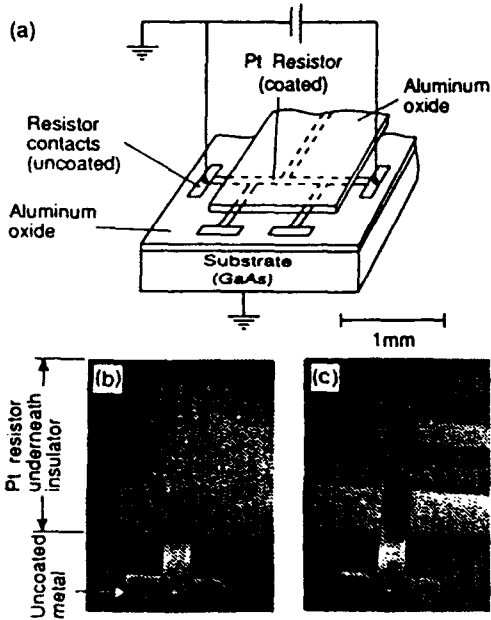 (a)
Pt Resistor
(coated)
Aluminum
oxide
Resistor
contacts
(uncoated)
Aluminum
oxide
Substrate
(GaAs)
1mm
(b)
(c)
Pt resistor
underneath
insulator
Uncoated
metal